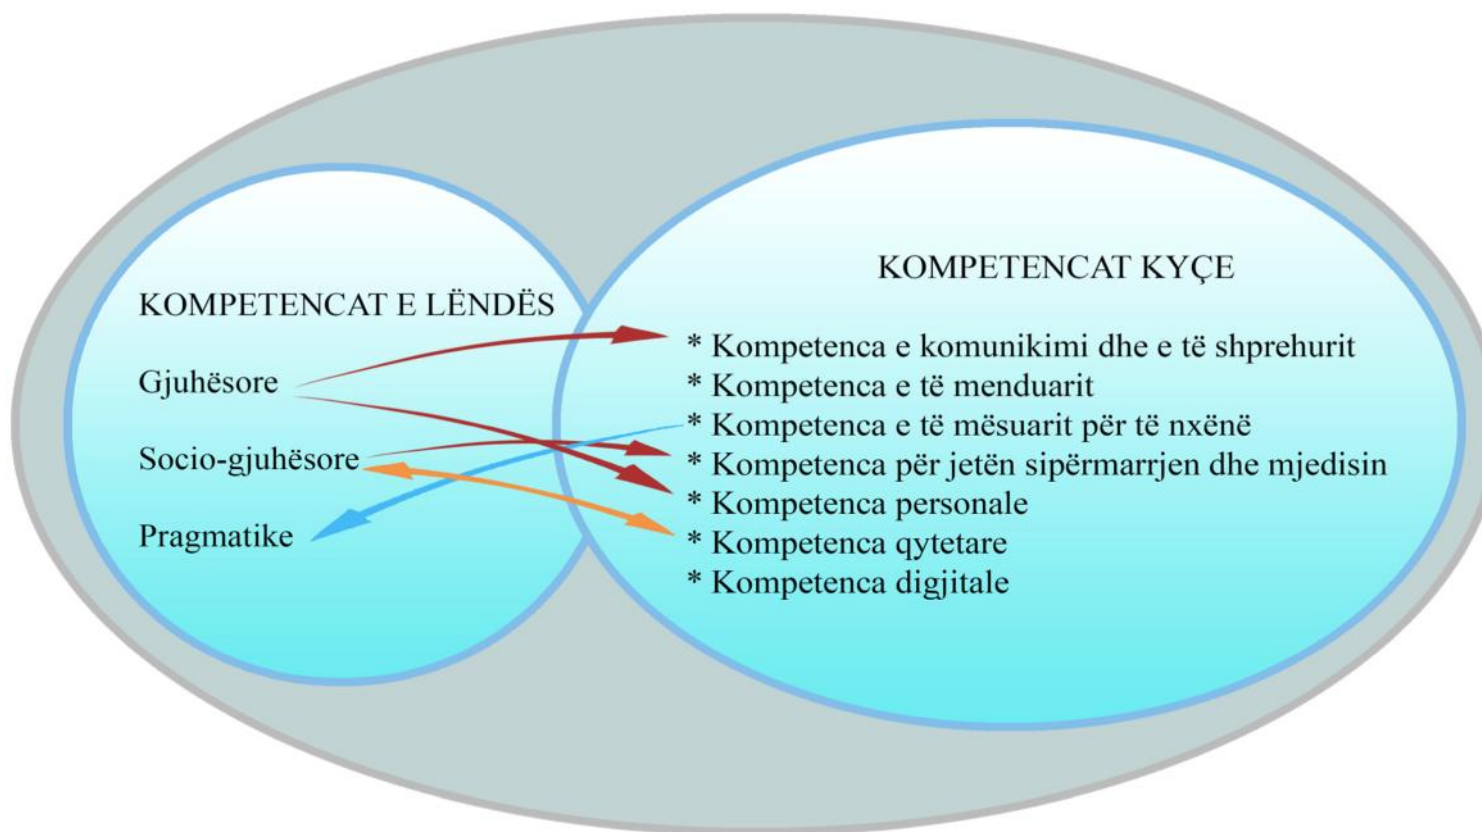 KOMPETENCAT E LËNDËS
Gjuhësore
Socio-gjuhësore
Pragmatike
KOMPETENCAT KYÇE
* Kompetenca e komunikimi dhe e të shprehurit
* Kompetenca e të menduarit
* Kompetenca e të mësuarit për të nxënë
* Kompetenca për jetën sipërmarrjen dhe mjedisin
* Kompetenca personale
* Kompetenca qytetare
* Kompetenca digjitale